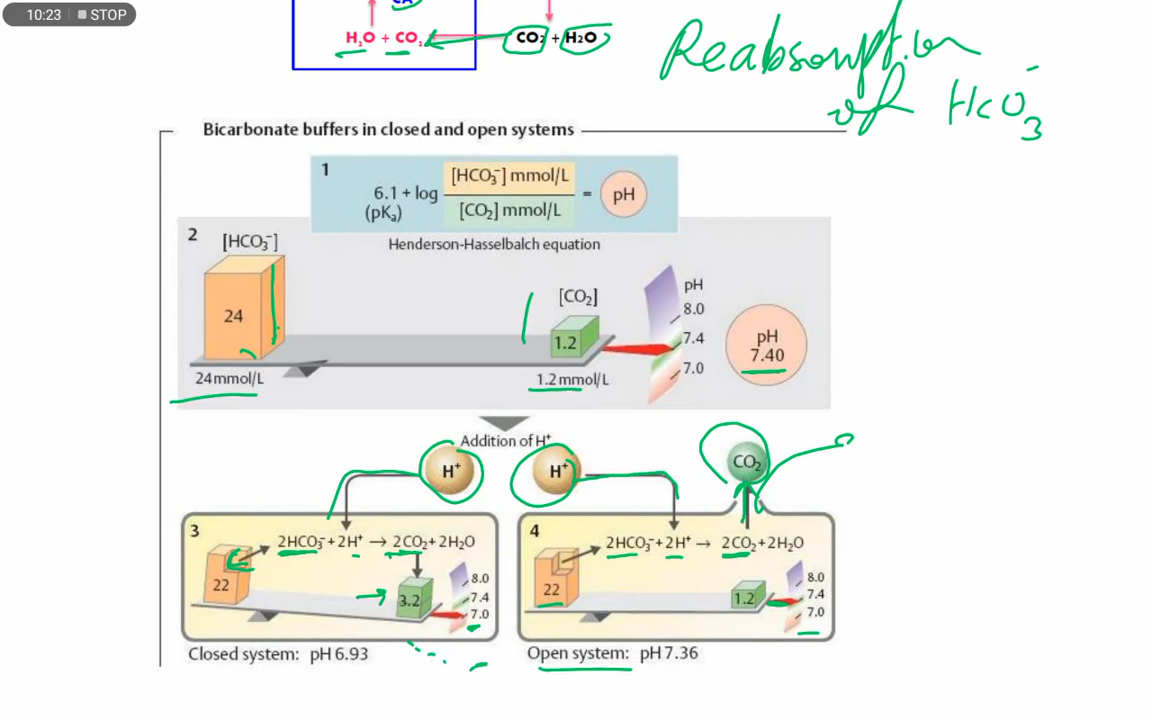 10:23 STOP
CA
H₂O + CO₂
CO₂ + H₂O
Reabsorption
of HCO₃⁻
Bicarbonate buffers in closed and open systems
1
6.1 + log [HCO₃⁻] mmol/L / [CO₂] mmol/L = pH
(pKₐ)
Henderson-Hasselbalch equation
2
[HCO₃⁻]
24
24 mmol/L
[CO₂]
1.2
1.2 mmol/L
pH
8.0
7.4
7.0
pH
7.40
Addition of H⁺
H⁺
H⁺
CO₂
3
2HCO₃⁻ + 2H⁺ → 2CO₂ + 2H₂O
22
3.2
8.0
7.4
7.0
Closed system: pH 6.93
4
2HCO₃⁻ + 2H⁺ → 2CO₂ + 2H₂O
22
1.2
8.0
7.4
7.0
Open system: pH 7.36